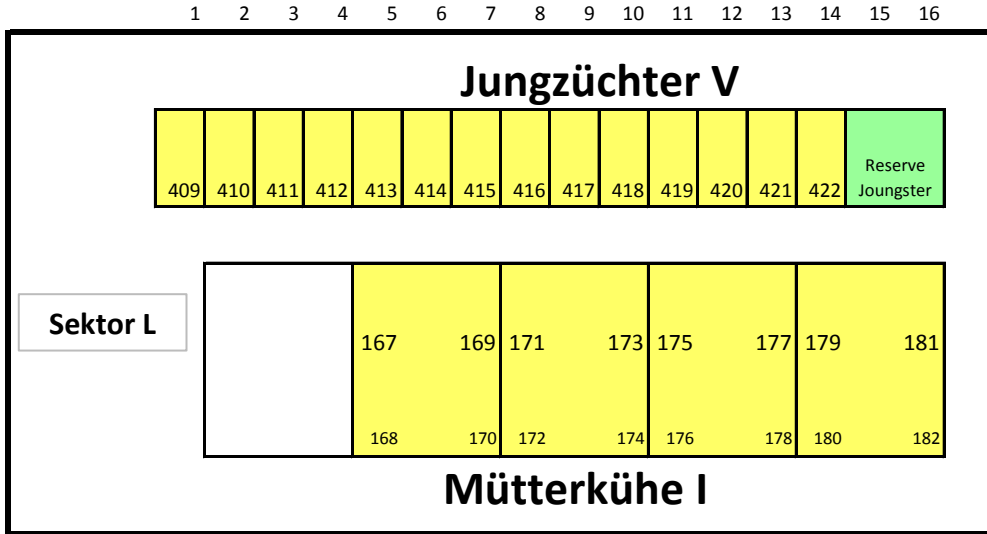 1 2 3 4 5 6 7 8 9 10 11 12 13 14 15 16
Jungzüchter V
Reserve
409 410 411 412 413 414 415 416 417 418 419 420 421 422 Joungster
Sektor L
167 169 171 173 175 177 179 181
168 170 172 174 176 178 180 182
Mütterkühe I